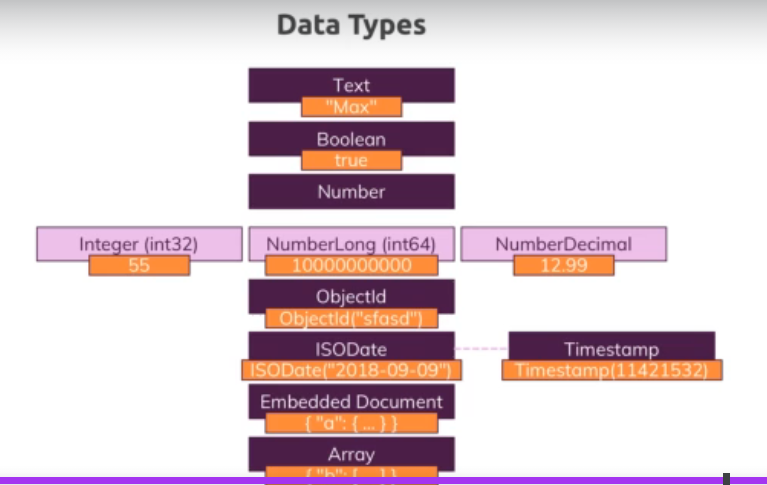 Data Types
Text
"Max"
Boolean
true
Number
Integer (int32) NumberLong (int64) NumberDecimal
55 10000000000 12.99
ObjectId
ObjectId("sfasd")
ISODate Timestamp
ISODate("2018-09-09") Timestamp(11421532)
Embedded Document
{ "a": { ... } }
Array
{ "b": [ ... ] }